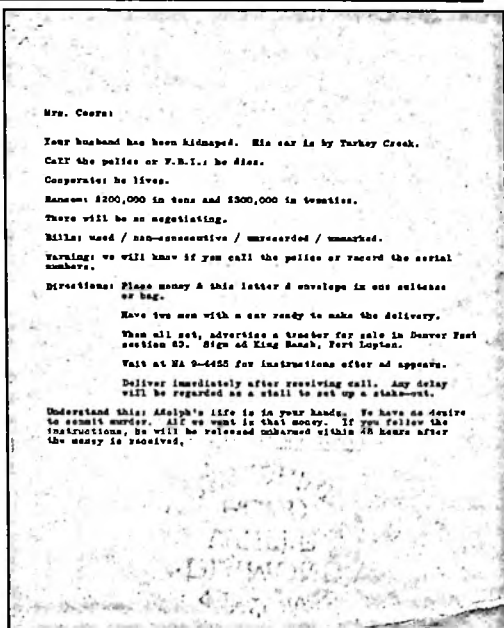 Mrs. Coors:
Your husband has been kidnaped. His car is by Turkey Creek.
Call the police or F.B.I.: he dies.
Cooperate: he lives.
Ransom: $200,000 in tens and $300,000 in twenties.
There will be no negotiating.
Bills: used / non-consecutive / unrecorded / unmarked.
Warning: we will know if you call the police or record the serial
numbers.
Directions: Place money & this letter & envelope in one suitcase
or bag.
Have two men with a car ready to make the delivery.
When all set, advertise a tractor for sale in Denver Post
section 69. Sign ad King Ranch, Fort Lupton.
Wait at NA 9-4455 for instructions after ad appears.
Deliver immediately after receiving call. Any delay
will be regarded as a stall to set up a stake-out.
Understand this: Adolph's life is in your hands. We have no desire
to commit murder. All we want is that money. If you follow the
instructions, he will be released unharmed within 48 hours after
the money is received.